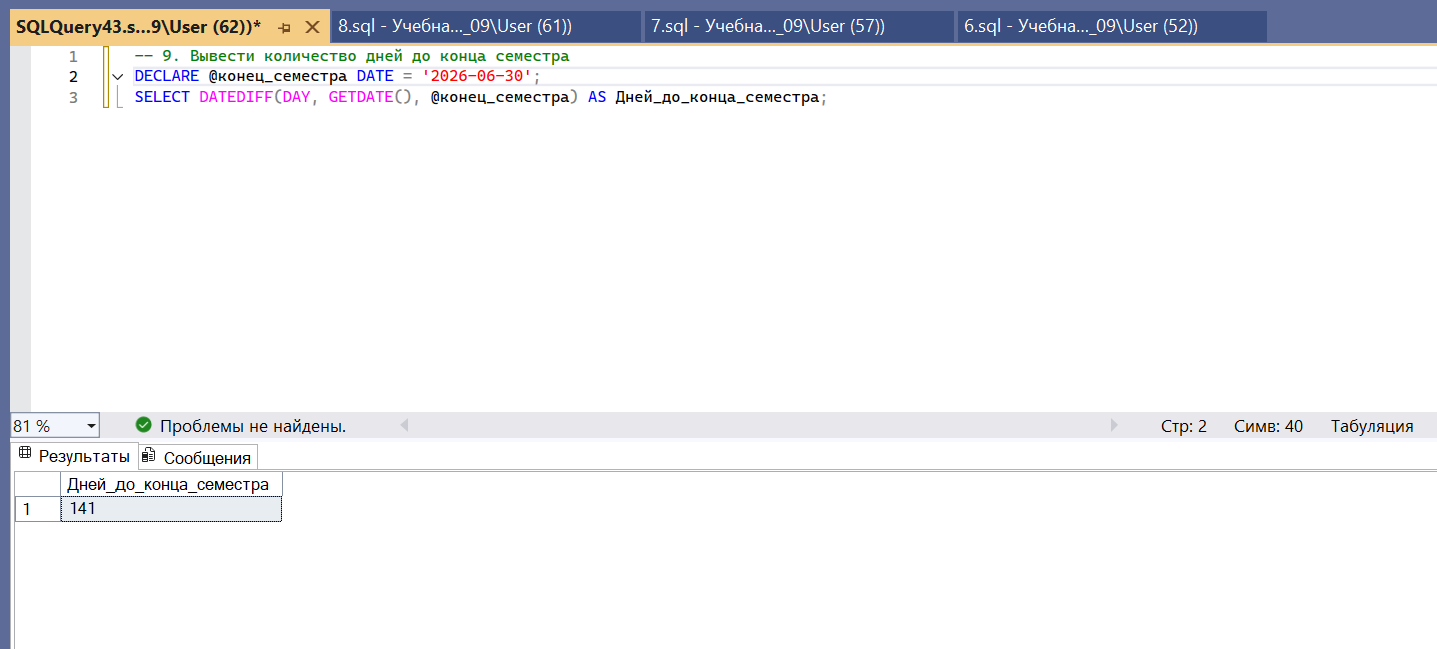 SQLQuery43.s...9\User (62))* 8.sql - Учебна..._09\User (61)) 7.sql - Учебна..._09\User (57)) 6.sql - Учебна..._09\User (52))
1 -- 9. Вывести количество дней до конца семестра
2 DECLARE @конец_семестра DATE = '2026-06-30';
3 SELECT DATEDIFF(DAY, GETDATE(), @конец_семестра) AS Дней_до_конца_семестра;
81 % Проблемы не найдены. Стр: 2 Симв: 40 Табуляция
Результаты Сообщения
Дней_до_конца_семестра
1 141